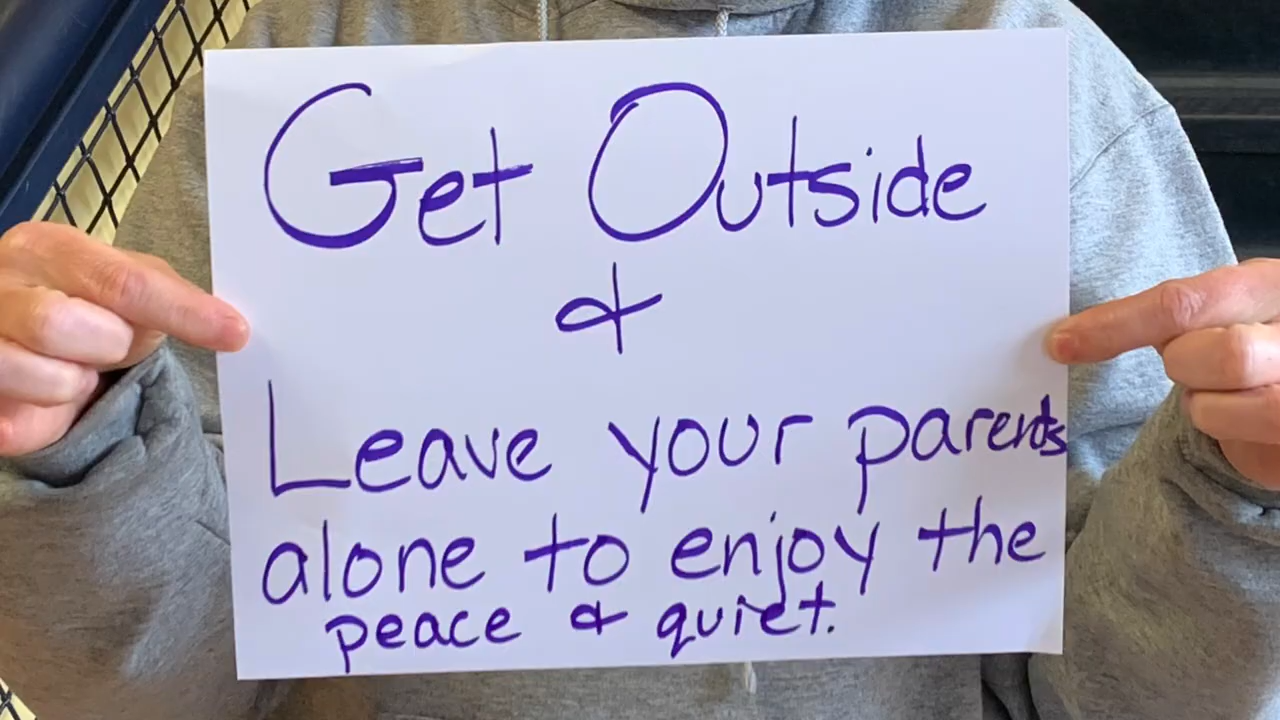 Get Outside
&
Leave your parents
alone to enjoy the
peace & quiet.